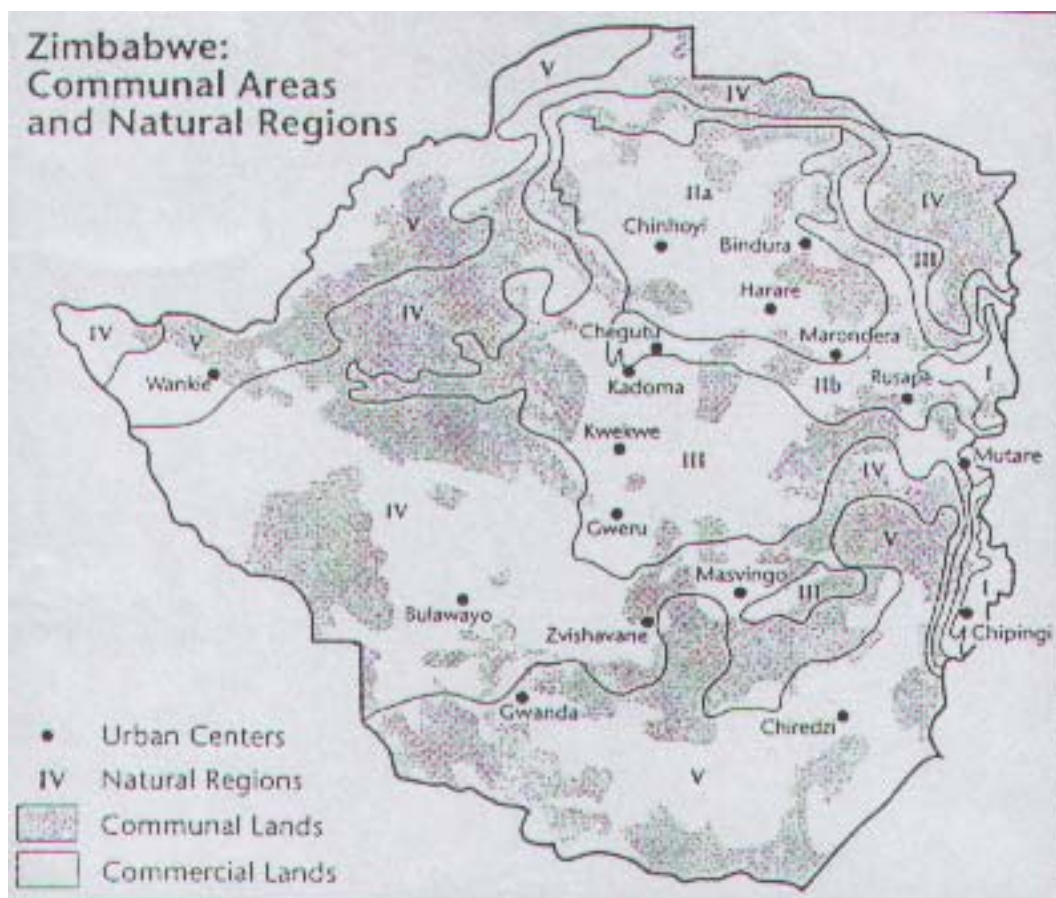 Zimbabwe:
Communal Areas
and Natural Regions
V
IV
IIa
IV
V
Chinhoyi
Bindura
III
Harare
IV
IV
V
Chegutu
Marondera
Wankie
Kadoma
IIb
Rusape
I
Kwekwe
III
Mutare
IV
IV
Gweru
V
Masvingo
III
I
Bulawayo
Zvishavane
Chipingi
Gwanda
Chiredzi
V
Urban Centers
IV Natural Regions
Communal Lands
Commercial Lands